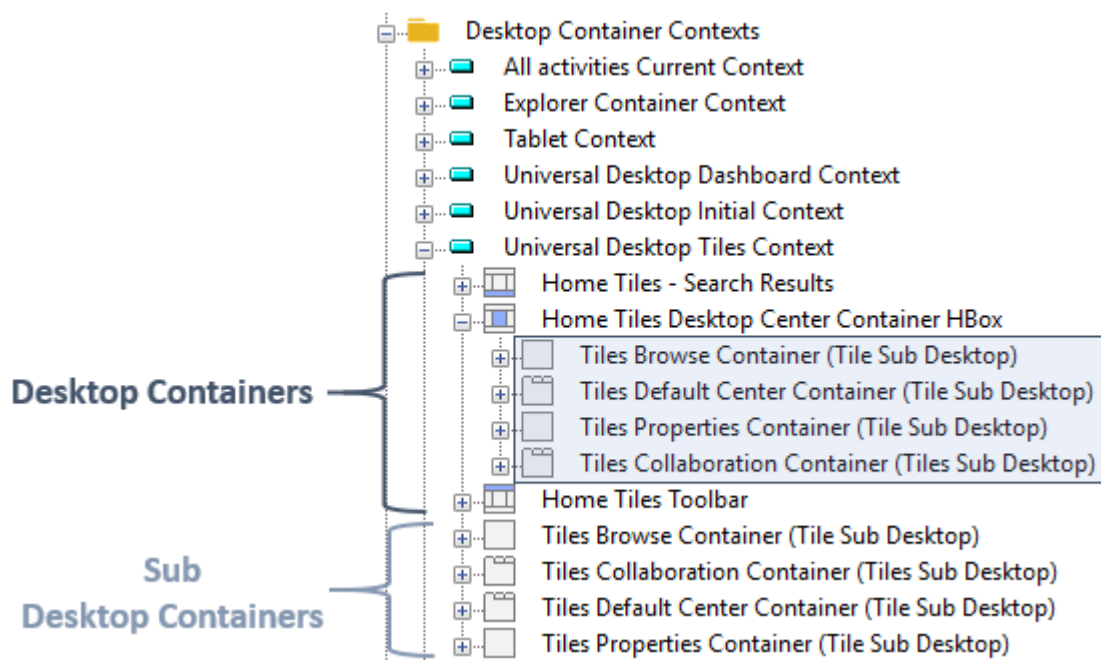 Desktop Container Contexts
All activities Current Context
Explorer Container Context
Tablet Context
Universal Desktop Dashboard Context
Universal Desktop Initial Context
Universal Desktop Tiles Context
Home Tiles - Search Results
Home Tiles Desktop Center Container HBox
Tiles Browse Container (Tile Sub Desktop)
Desktop Containers
Tiles Default Center Container (Tile Sub Desktop)
Tiles Properties Container (Tile Sub Desktop)
Tiles Collaboration Container (Tiles Sub Desktop)
Home Tiles Toolbar
Tiles Browse Container (Tile Sub Desktop)
Sub
Desktop Containers
Tiles Collaboration Container (Tiles Sub Desktop)
Tiles Default Center Container (Tile Sub Desktop)
Tiles Properties Container (Tile Sub Desktop)